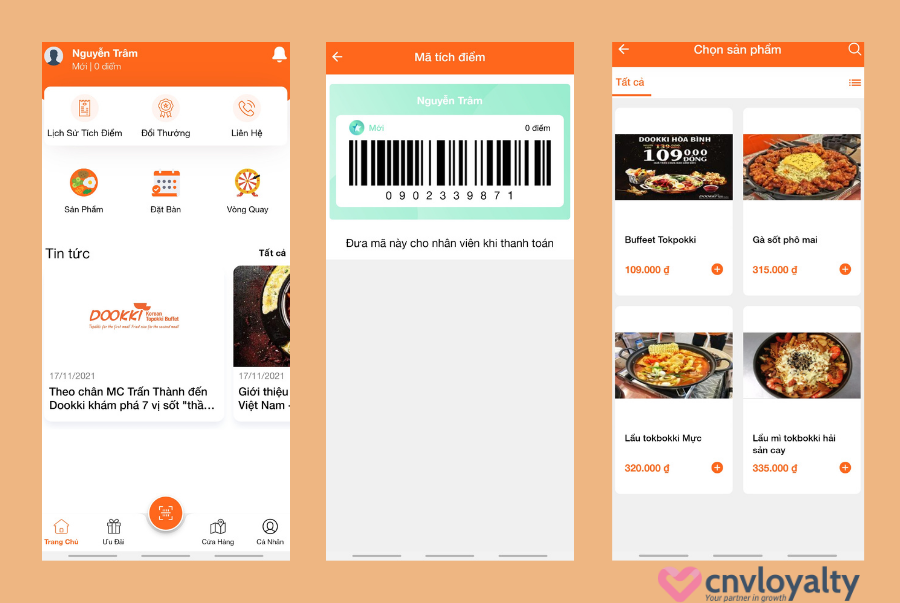 Nguyễn Trâm
Mới | 0 điểm
Lịch Sử Tích Điểm
Đổi Thưởng
Liên Hệ
Sản Phẩm
Đặt Bàn
Vòng Quay
Tin tức
Tất cả
DOOKKI Korean
Topokki Buffet
17/11/2021
Theo chân MC Trấn Thành đến
Dookki khám phá 7 vị sốt "thầ...
17/11/2021
Giới thiệu
Việt Nam -
Trang Chủ
Ưu Đãi
Cửa Hàng
Cá Nhân
Mã tích điểm
Nguyễn Trâm
Mới
0 điểm
0902339871
Đưa mã này cho nhân viên khi thanh toán
Chọn sản phẩm
Tất cả
DOOKKI HÒA BÌNH
139.000
109000
ĐỒNG
Buffeet Tokpokki
109.000 ₫
Gà sốt phô mai
315.000 ₫
Lẩu tokbokki Mực
320.000 ₫
Lẩu mì tokbokki hải
sản cay
335.000 ₫
cnvloyalty
Your partner in growth